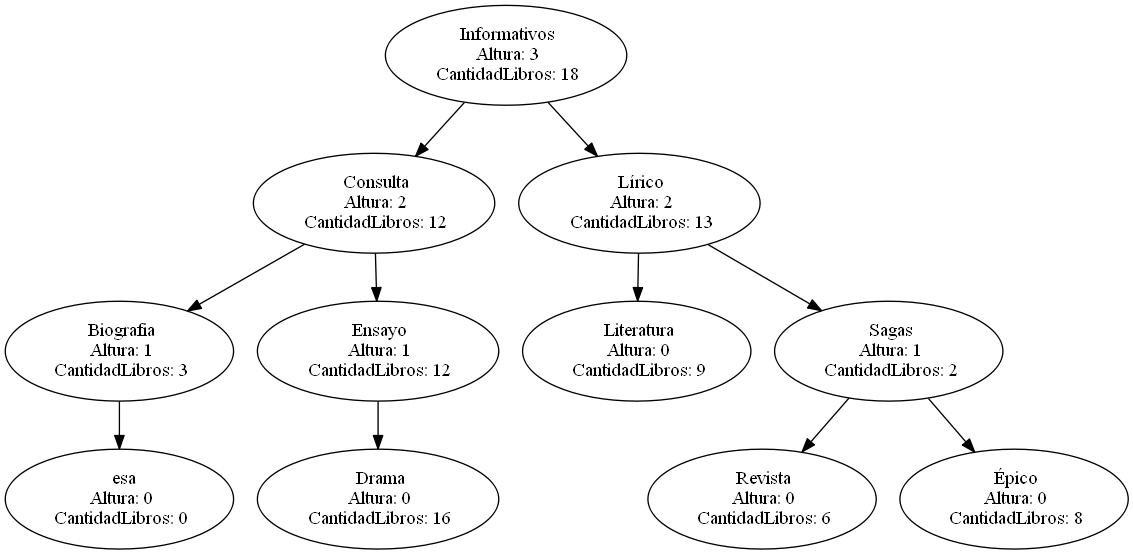 Informativos
Altura: 3
CantidadLibros: 18
Consulta
Altura: 2
CantidadLibros: 12
Lírico
Altura: 2
CantidadLibros: 13
Biografia
Altura: 1
CantidadLibros: 3
Ensayo
Altura: 1
CantidadLibros: 12
Literatura
Altura: 0
CantidadLibros: 9
Sagas
Altura: 1
CantidadLibros: 2
esa
Altura: 0
CantidadLibros: 0
Drama
Altura: 0
CantidadLibros: 16
Revista
Altura: 0
CantidadLibros: 6
Épico
Altura: 0
CantidadLibros: 8